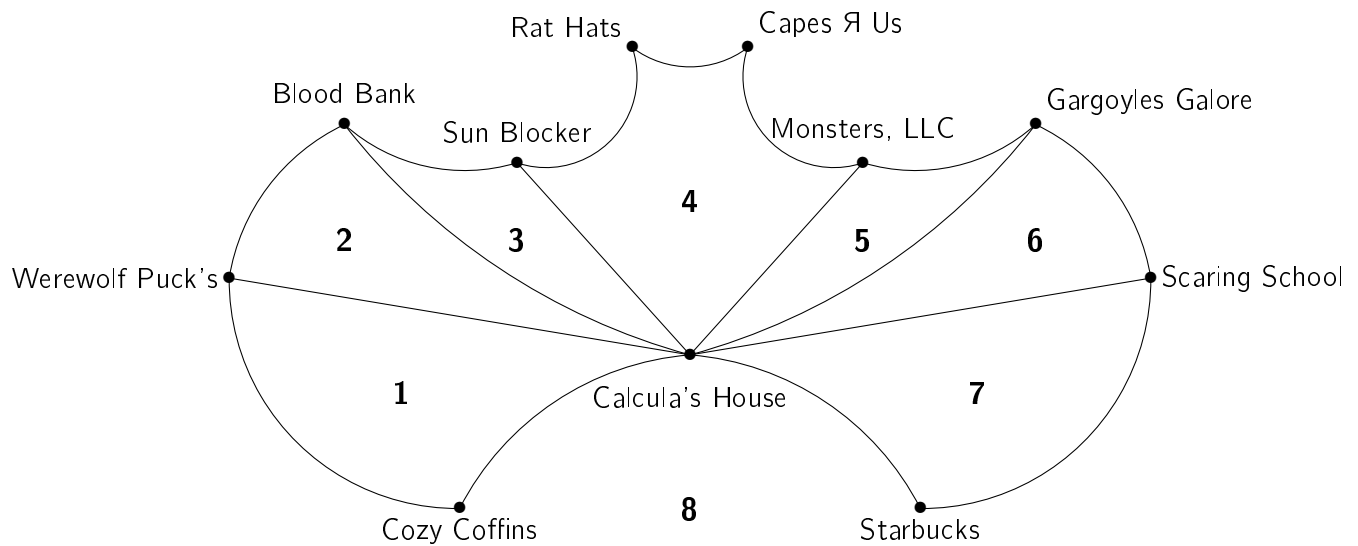 Rat Hats
Capes Я Us
Blood Bank
Gargoyles Galore
Sun Blocker
Monsters, LLC
4
2
3
5
6
Werewolf Puck's
Scaring School
1
Calcula's House
7
8
Cozy Coffins
Starbucks